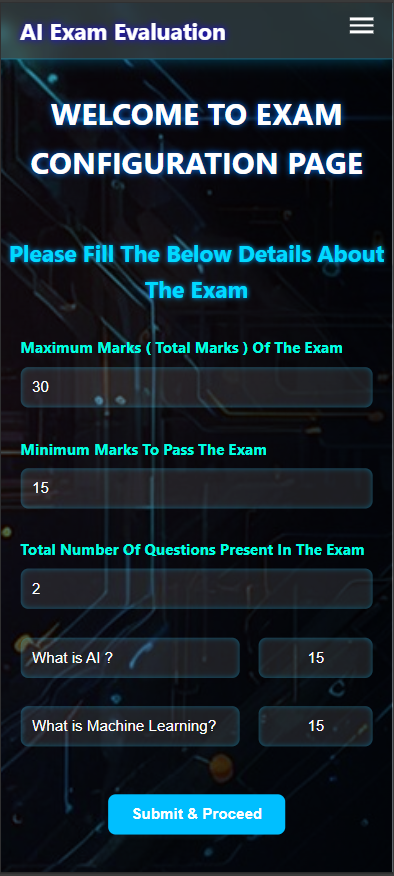 AI Exam Evaluation
WELCOME TO EXAM
CONFIGURATION PAGE
Please Fill The Below Details About
The Exam
Maximum Marks ( Total Marks ) Of The Exam
30
Minimum Marks To Pass The Exam
15
Total Number Of Questions Present In The Exam
2
What is AI ? 15
What is Machine Learning? 15
Submit & Proceed